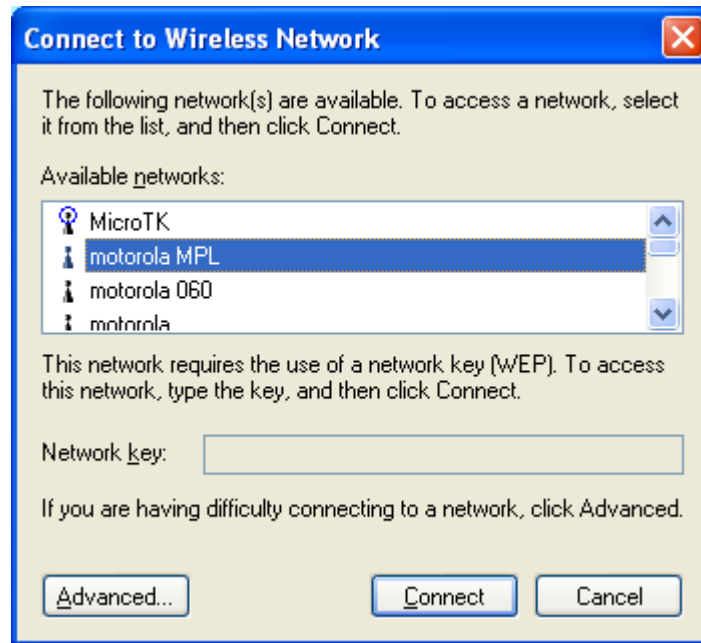 Connect to Wireless Network
The following network(s) are available. To access a network, select
it from the list, and then click Connect.
Available networks:
MicroTK
motorola MPL
motorola 060
motorola
This network requires the use of a network key (WEP). To access
this network, type the key, and then click Connect.
Network key:
If you are having difficulty connecting to a network, click Advanced.
Advanced... Connect Cancel